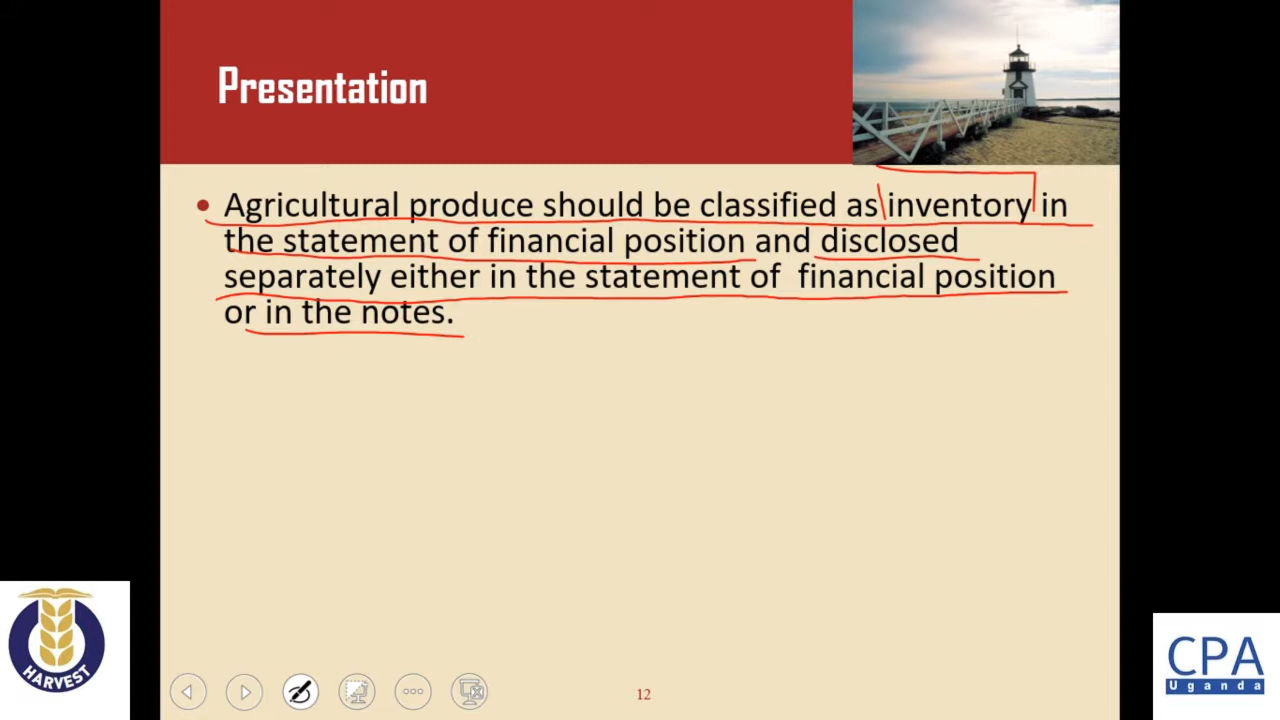 Presentation
• Agricultural produce should be classified as inventory in
the statement of financial position and disclosed
separately either in the statement of financial position
or in the notes.
HARVEST
12
CPA
Uganda